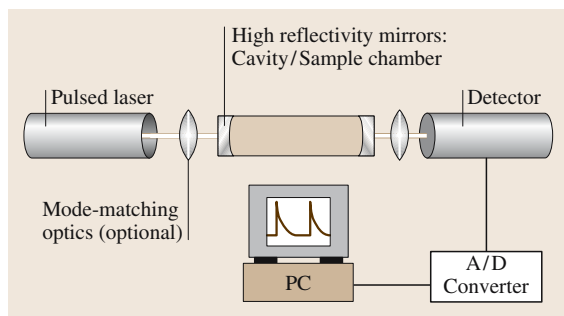 High reflectivity mirrors:
Cavity/Sample chamber
Pulsed laser
Detector
Mode-matching
optics (optional)
PC
A/D
Converter